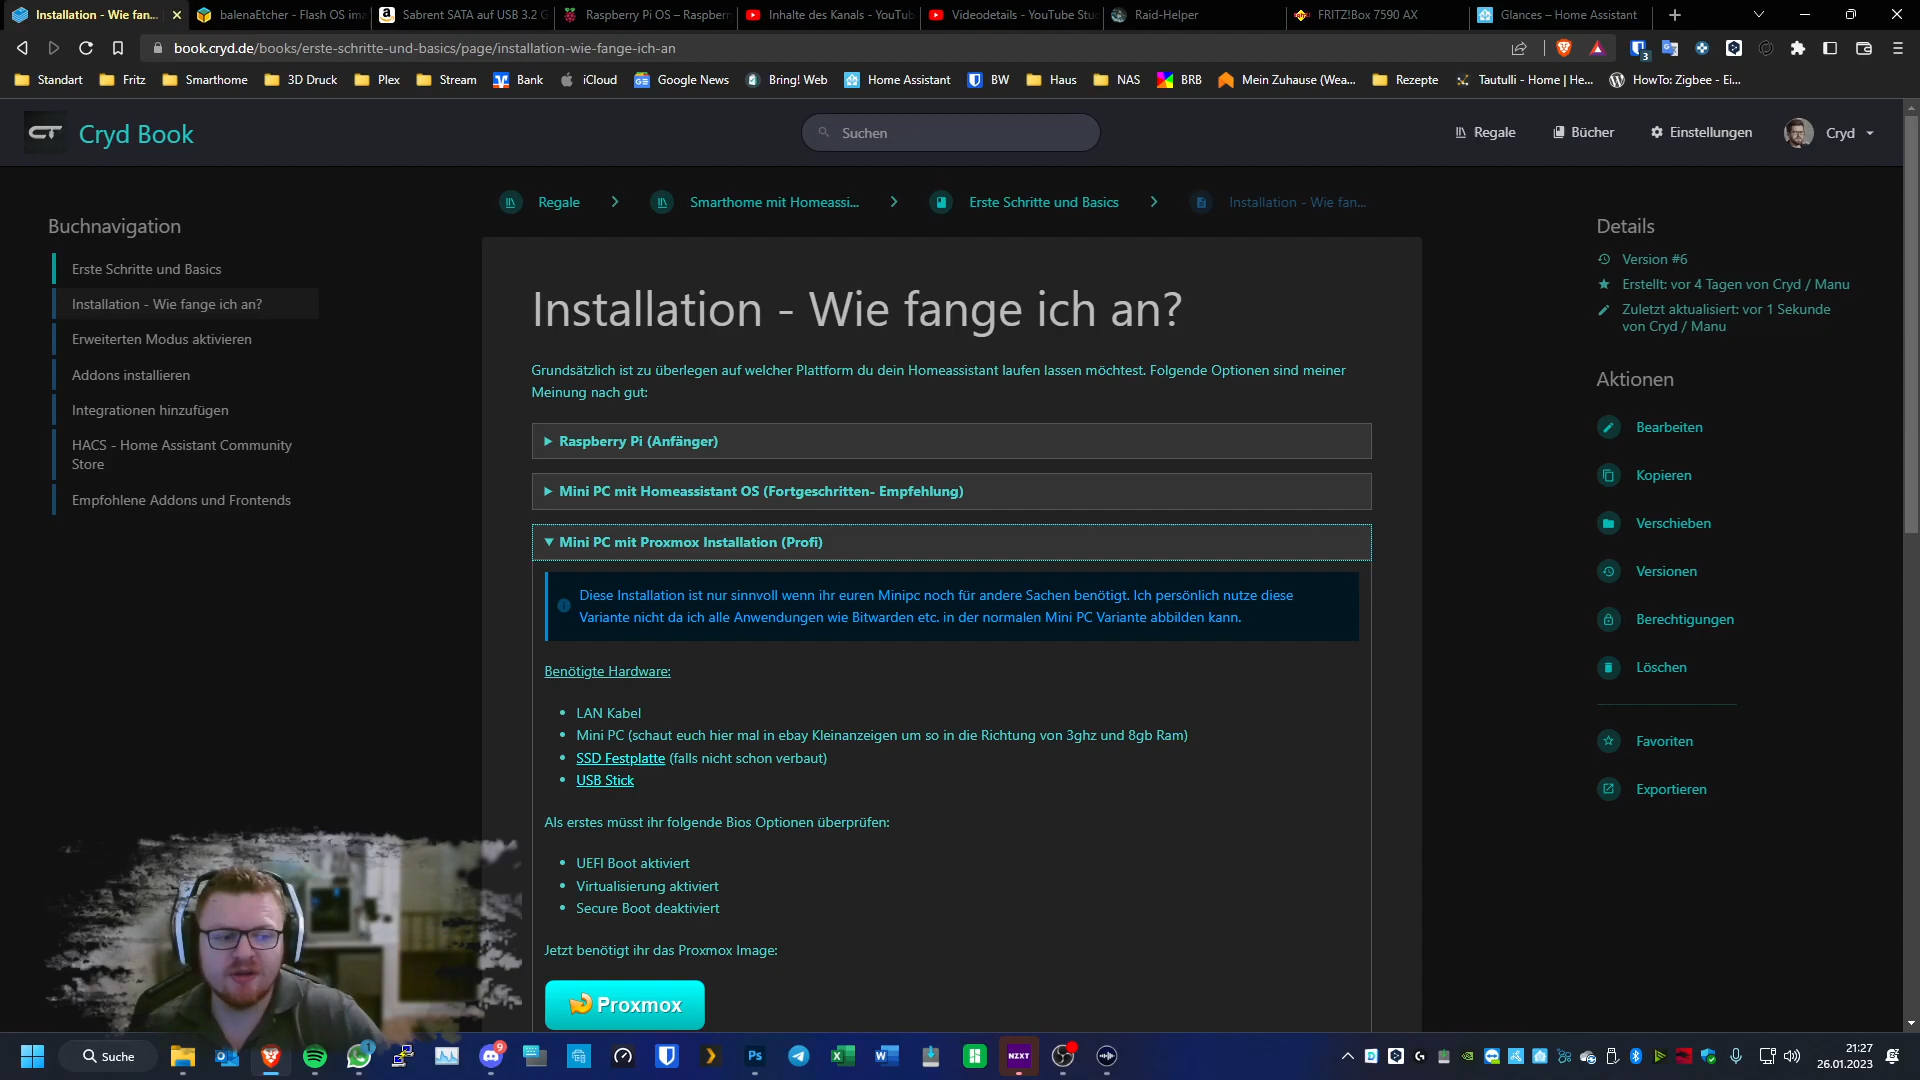 Installation - Wie fan...
balenaEtcher - Flash OS ima
Sabrent SATA auf USB 3.2 G
Raspberry Pi OS – Raspberr
Inhalte des Kanals - YouTub
Videodetails - YouTube Stu
Raid-Helper
FRITZ!Box 7590 AX
Glances – Home Assistant
book.cryd.de/books/erste-schritte-und-basics/page/installation-wie-fange-ich-an
3
Standart
Fritz
Smarthome
3D Druck
Plex
Stream
Bank
iCloud
Google News
Bring! Web
Home Assistant
BW
Haus
NAS
BRB
Mein Zuhause (Wea...
Rezepte
Tautulli - Home | He...
HowTo: Zigbee - Ei...
CT
Cryd Book
Suchen
Regale
Bücher
Einstellungen
Cryd
Regale
Smarthome mit Homeassi...
Erste Schritte und Basics
Installation - Wie fan...
Buchnavigation
Erste Schritte und Basics
Installation - Wie fange ich an?
Erweiterten Modus aktivieren
Addons installieren
Integrationen hinzufügen
HACS - Home Assistant Community
Store
Empfohlene Addons und Frontends
Installation - Wie fange ich an?
Grundsätzlich ist zu überlegen auf welcher Plattform du dein Homeassistant laufen lassen möchtest. Folgende Optionen sind meiner
Meinung nach gut:
Raspberry Pi (Anfänger)
Mini PC mit Homeassistant OS (Fortgeschritten- Empfehlung)
Mini PC mit Proxmox Installation (Profi)
Diese Installation ist nur sinnvoll wenn ihr euren Minipc noch für andere Sachen benötigt. Ich persönlich nutze diese
Variante nicht da ich alle Anwendungen wie Bitwarden etc. in der normalen Mini PC Variante abbilden kann.
Benötigte Hardware:
LAN Kabel
Mini PC (schaut euch hier mal in ebay Kleinanzeigen um so in die Richtung von 3ghz und 8gb Ram)
SSD Festplatte (falls nicht schon verbaut)
USB Stick
Als erstes müsst ihr folgende Bios Optionen überprüfen:
UEFI Boot aktiviert
Virtualisierung aktiviert
Secure Boot deaktiviert
Jetzt benötigt ihr das Proxmox Image:
Proxmox
Details
Version #6
Erstellt: vor 4 Tagen von Cryd / Manu
Zuletzt aktualisiert: vor 1 Sekunde
von Cryd / Manu
Aktionen
Bearbeiten
Kopieren
Verschieben
Versionen
Berechtigungen
Löschen
Favoriten
Exportieren
Suche
1
9
Ps
NZXT
21:27
26.01.2023